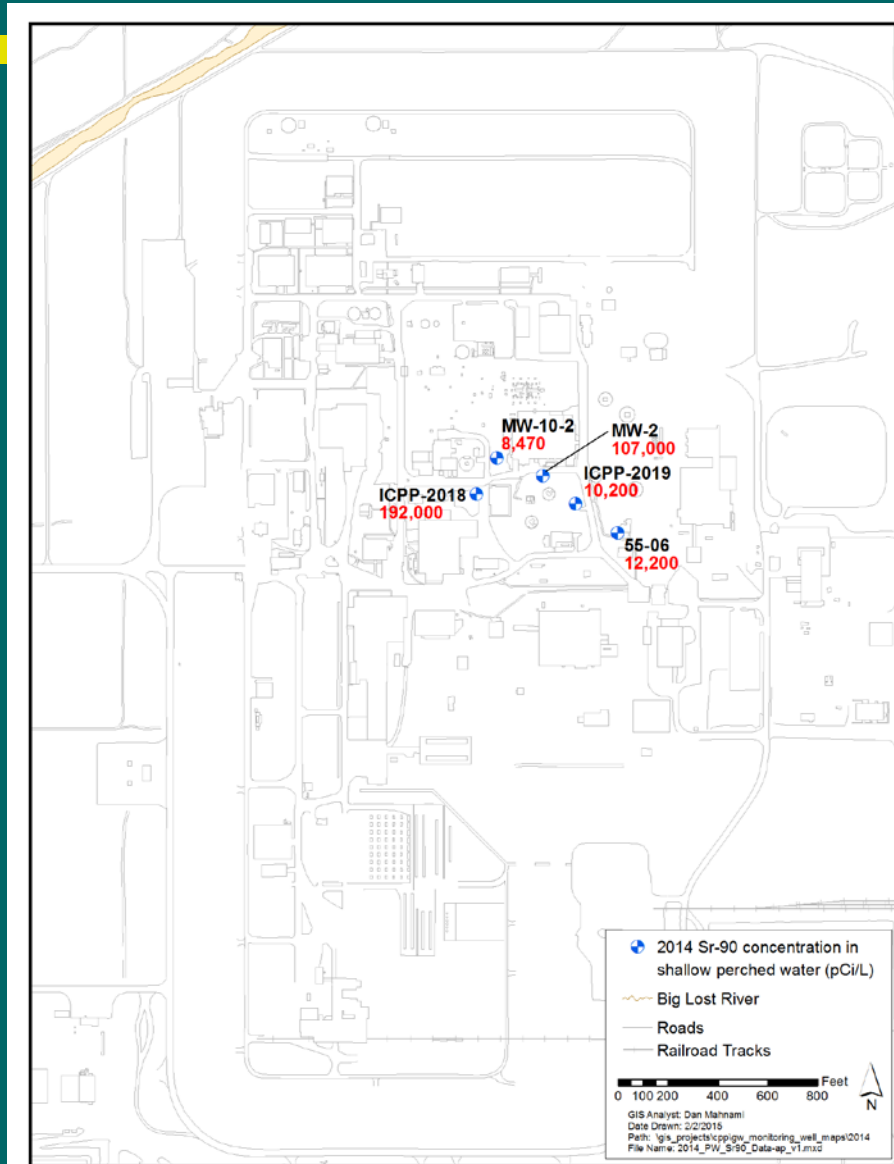 MW-10-2
8,470
MW-2
107,000
ICPP-2019
10,200
ICPP-2018
192,000
55-06
12,200
2014 Sr-90 concentration in
shallow perched water (pCi/L)
Big Lost River
Roads
Railroad Tracks
Feet
0 100 200 400 600 800
N
GIS Analyst: Dan Mahnami
Date Drawn: 2/2/2015
Path: \gis_projects\cpp\gw_monitoring_well_maps\2014
File Name: 2014_PW_Sr90_Data-ap_v1.mxd